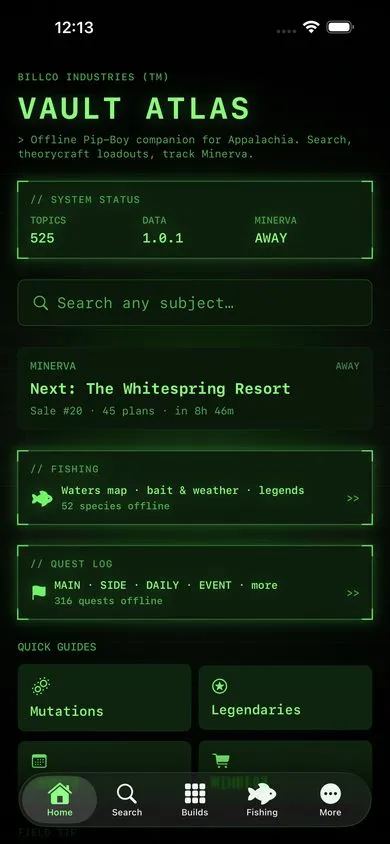 12:13
BILLCO INDUSTRIES (TM)
VAULT ATLAS
> Offline Pip-Boy companion for Appalachia. Search,
theorycraft loadouts, track Minerva.
// SYSTEM STATUS
TOPICS DATA MINERVA
525 1.0.1 AWAY
Search any subject…
MINERVA AWAY
Next: The Whitespring Resort
Sale #20 · 45 plans · in 8h 46m
// FISHING
Waters map · bait & weather · legends
52 species offline >>
// QUEST LOG
MAIN · SIDE · DAILY · EVENT · more
316 quests offline >>
QUICK GUIDES
Mutations Legendaries
Home Search Builds Fishing More
FIELD TIP